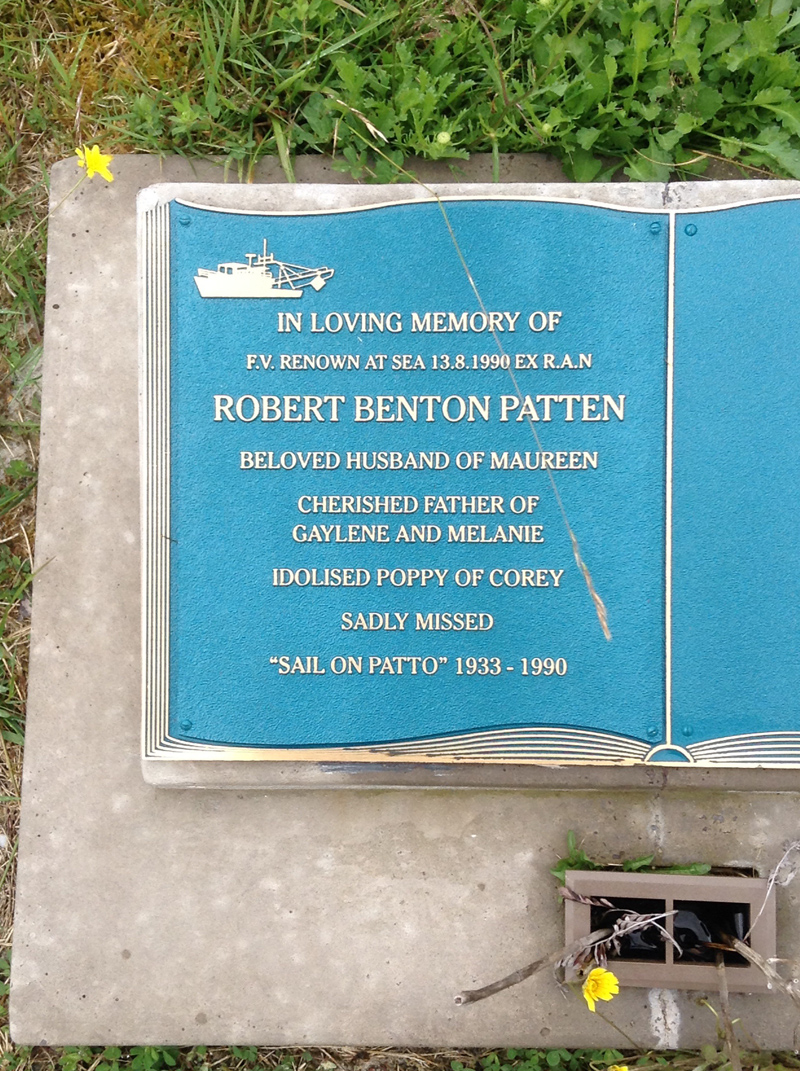 IN LOVING MEMORY OF
F.V. RENOWN AT SEA 13.8.1990 EX R.A.N
ROBERT BENTON PATTEN
BELOVED HUSBAND OF MAUREEN
CHERISHED FATHER OF
GAYLENE AND MELANIE
IDOLISED POPPY OF COREY
SADLY MISSED
“SAIL ON PATTO” 1933 - 1990